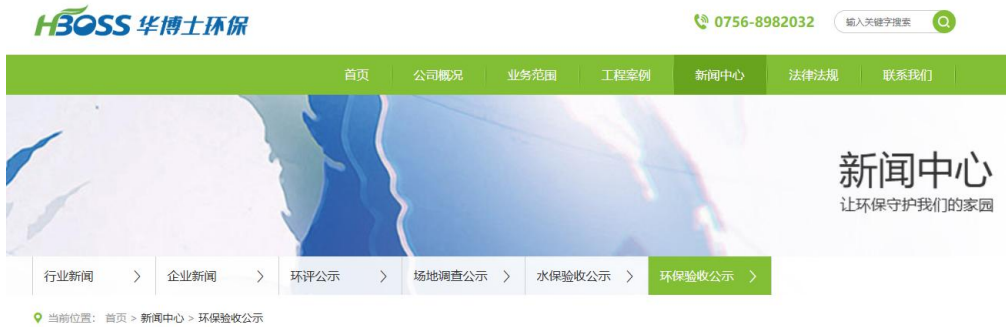 HBOSS 华博士环保
0756-8982032
输入关键字搜索
首页 公司概况 业务范围 工程案例 新闻中心 法律法规 联系我们
新闻中心
让环保守护我们的家园
行业新闻 > 企业新闻 > 环评公示 > 场地调查公示 > 水保验收公示 > 环保验收公示 >
当前位置： 首页 > 新闻中心 > 环保验收公示